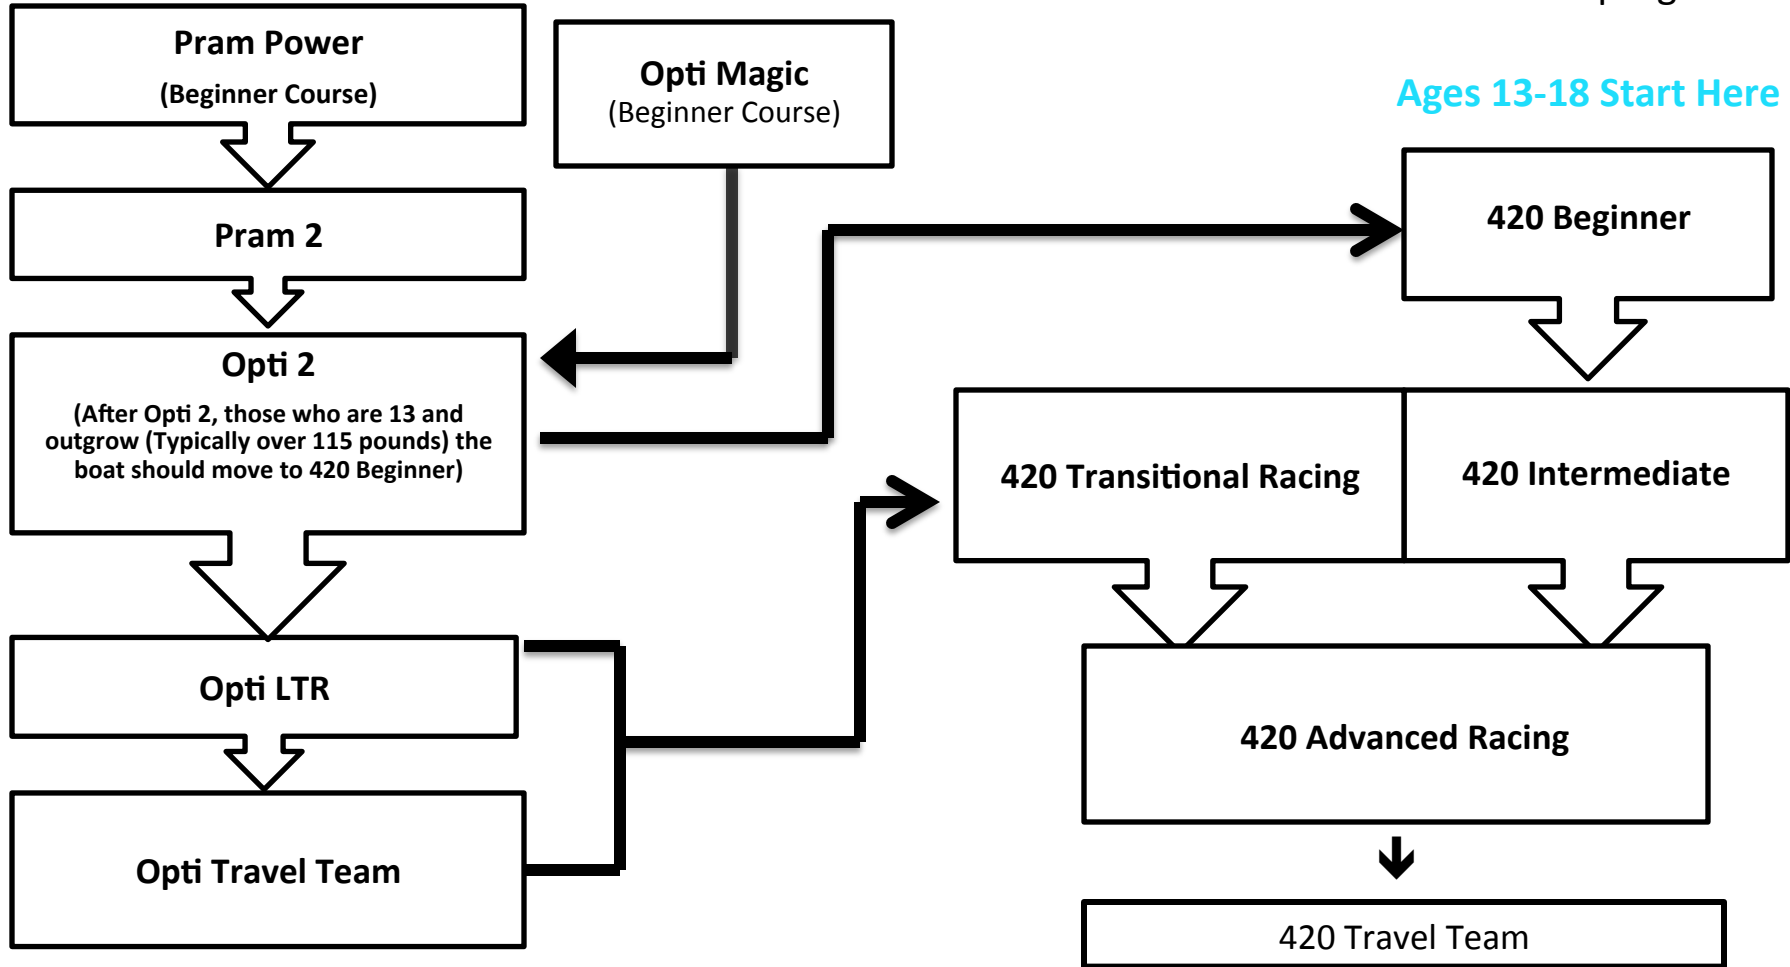 Pram Power
(Beginner Course)
Opti Magic
(Beginner Course)
Ages 13-18 Start Here
Pram 2
420 Beginner
Opti 2
(After Opti 2, those who are 13 and
outgrow (Typically over 115 pounds) the
boat should move to 420 Beginner)
420 Transitional Racing
420 Intermediate
Opti LTR
420 Advanced Racing
Opti Travel Team
420 Travel Team